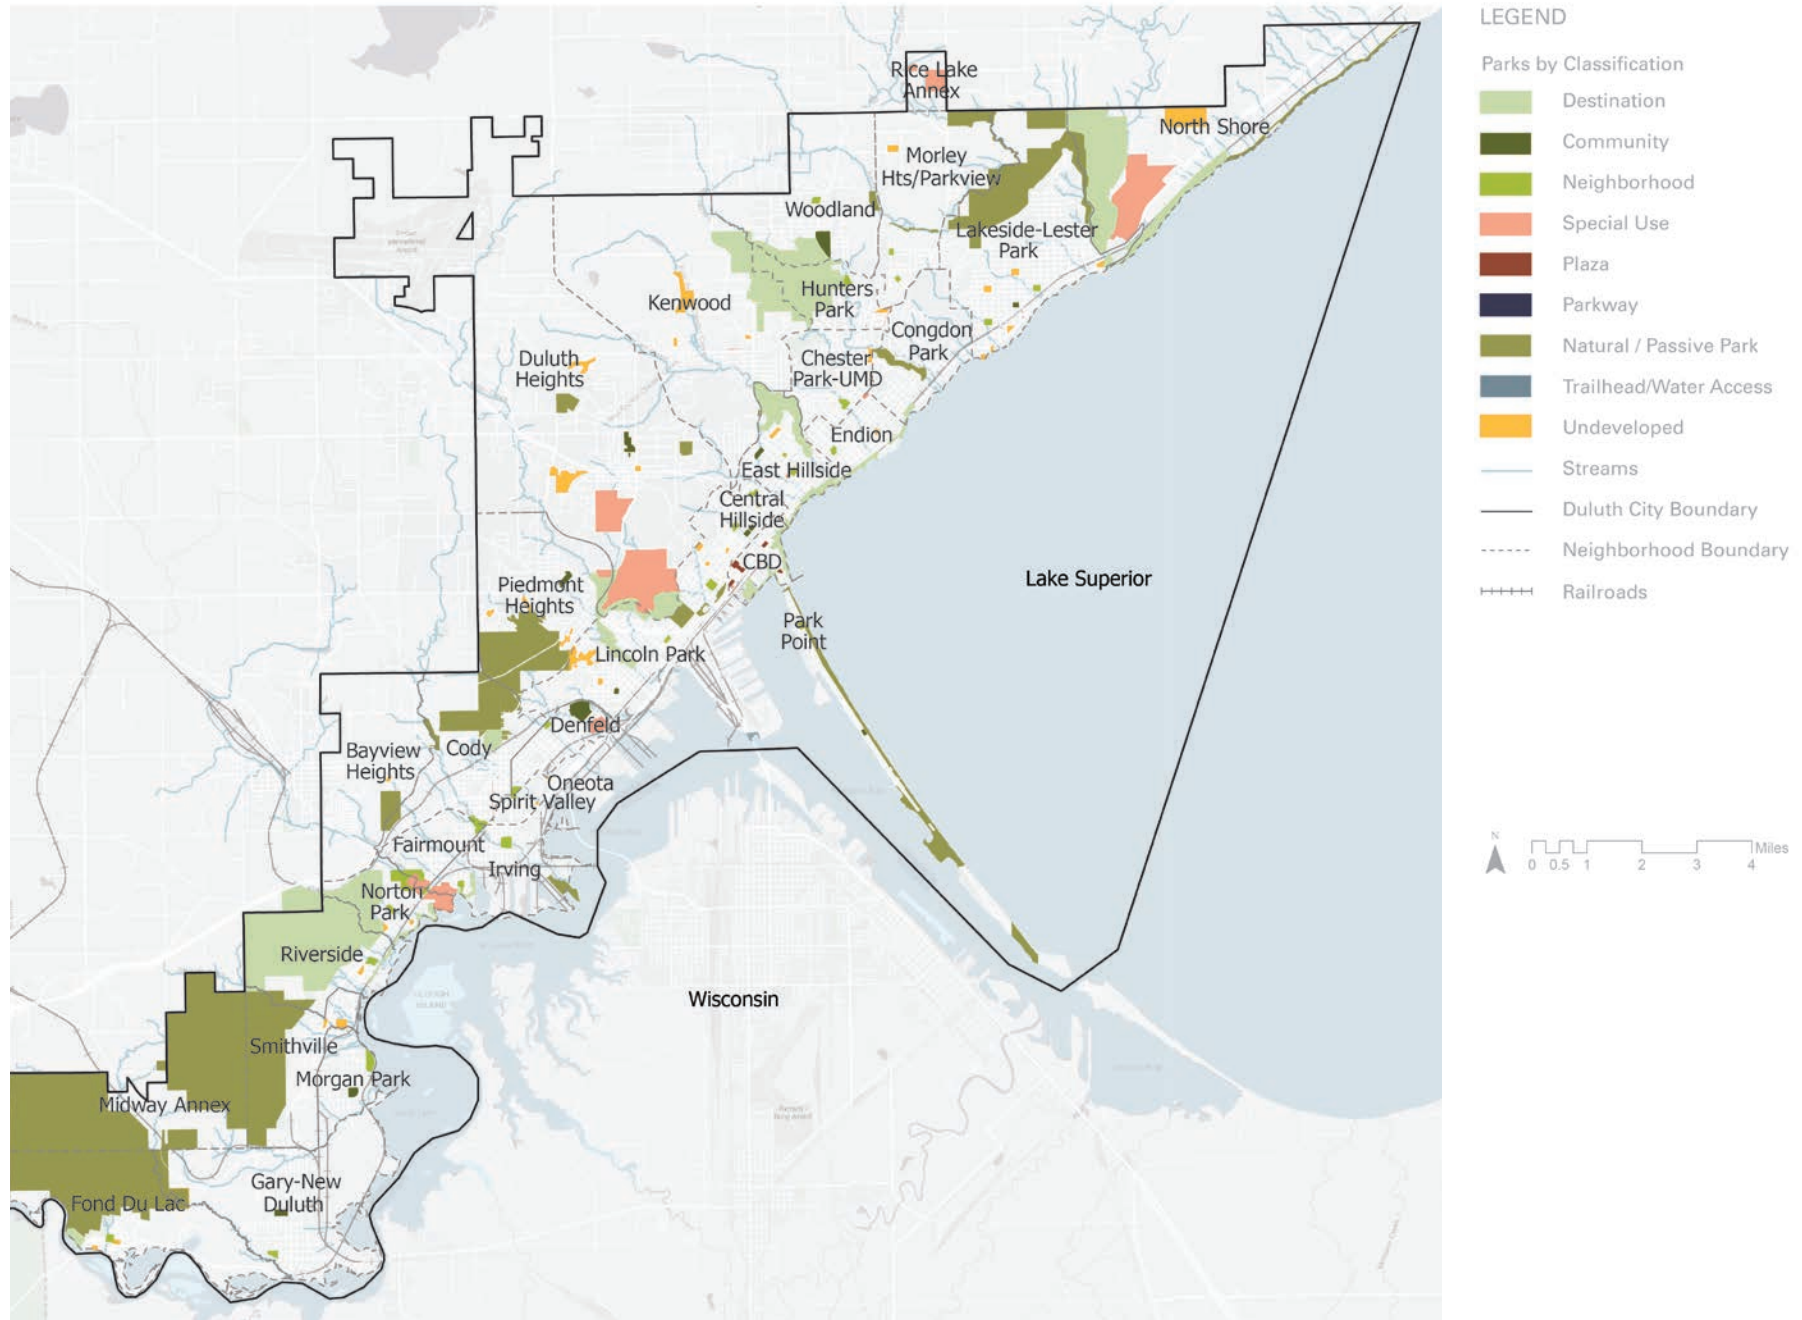 LEGEND
Parks by Classification
Destination
Community
Neighborhood
Special Use
Plaza
Parkway
Natural / Passive Park
Trailhead/Water Access
Undeveloped
Streams
Duluth City Boundary
Neighborhood Boundary
Railroads
N
0 0.5 1 2 3 4
Miles
Rice Lake
Annex
North Shore
Morley
Hts/Parkview
Woodland
Lakeside-Lester
Park
Hunters
Park
Kenwood
Congdon
Park
Duluth
Heights
Chester
Park-UMD
Endion
East Hillside
Central
Hillside
CBD
Lake Superior
Piedmont
Heights
Park
Point
Lincoln Park
Denfeld
Bayview
Heights
Cody
Oneota
Spirit Valley
Fairmount
Irving
Norton
Park
Riverside
Wisconsin
Smithville
Morgan Park
Midway Annex
Gary-New
Duluth
Fond Du Lac